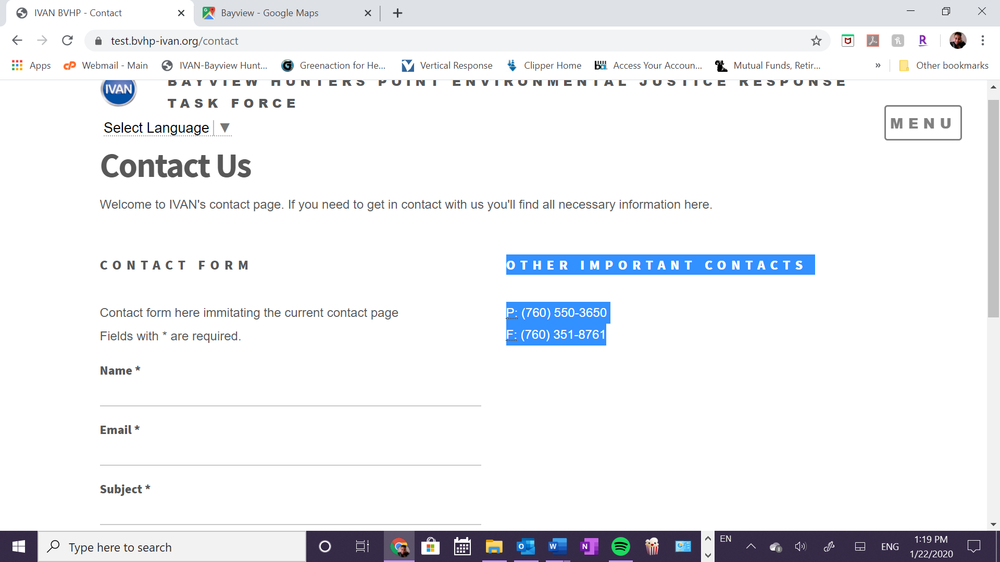 IVAN BVHP - Contact
Bayview - Google Maps
test.bvhp-ivan.org/contact
Apps
Webmail - Main
IVAN-Bayview Hunt...
Greenaction for He...
Vertical Response
Clipper Home
Access Your Accoun...
Mutual Funds, Retir...
»
Other bookmarks
IVAN
BAYVIEW HUNTERS POINT ENVIRONMENTAL JUSTICE RESPONSE
TASK FORCE
Select Language ▼
MENU
Contact Us
Welcome to IVAN's contact page. If you need to get in contact with us you'll find all necessary information here.
CONTACT FORM
Contact form here immitating the current contact page
Fields with * are required.
Name *
Email *
Subject *
OTHER IMPORTANT CONTACTS
P: (760) 550-3650
F: (760) 351-8761
Type here to search
EN
ENG
1:19 PM
1/22/2020